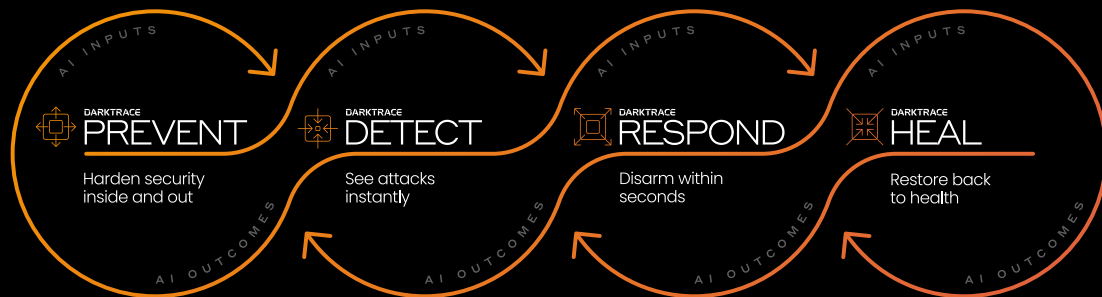 AI INPUTS
DARKTRACE
PREVENT
Harden security
inside and out
AI OUTCOMES
DARKTRACE
DETECT
See attacks
instantly
AI INPUTS
AI OUTCOMES
AI INPUTS
DARKTRACE
RESPOND
Disarm within
seconds
AI OUTCOMES
AI INPUTS
DARKTRACE
HEAL
Restore back
to health
AI OUTCOMES